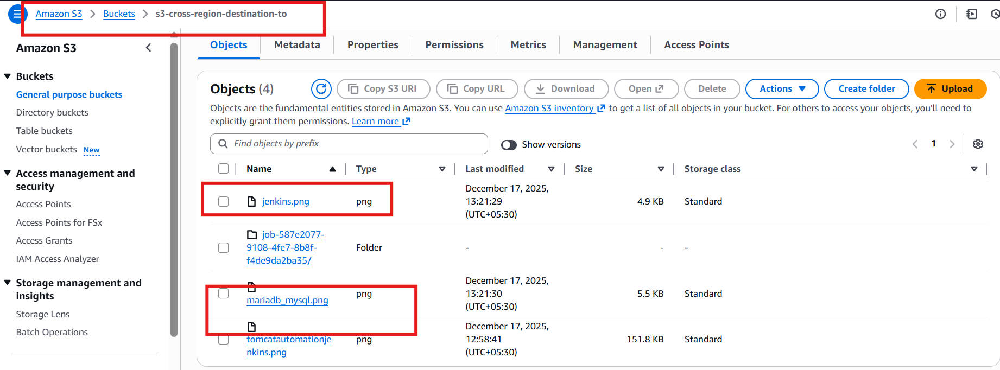 Amazon S3 > Buckets > s3-cross-region-destination-to
Amazon S3
Buckets
General purpose buckets
Directory buckets
Table buckets
Vector buckets New
Access management and
security
Access Points
Access Points for FSx
Access Grants
IAM Access Analyzer
Storage management and
insights
Storage Lens
Batch Operations
Objects Metadata Properties Permissions Metrics Management Access Points
Objects (4) Copy S3 URI Copy URL Download Open Delete Actions Create folder Upload
Objects are the fundamental entities stored in Amazon S3. You can use Amazon S3 inventory to get a list of all objects in your bucket. For others to access your objects, you'll need to
explicitly grant them permissions. Learn more
Find objects by prefix Show versions 1
Name Type Last modified Size Storage class
December 17, 2025,
jenkins.png png 13:21:29 4.9 KB Standard
(UTC+05:30)
job-587e2077-
9108-4fe7-8b8f- Folder - - -
f4de9da2ba35/
December 17, 2025,
png 13:21:30 5.5 KB Standard
mariadb_mysql.png
(UTC+05:30)
December 17, 2025,
tomcatautomationje png 12:58:41 151.8 KB Standard
nkins.png (UTC+05:30)